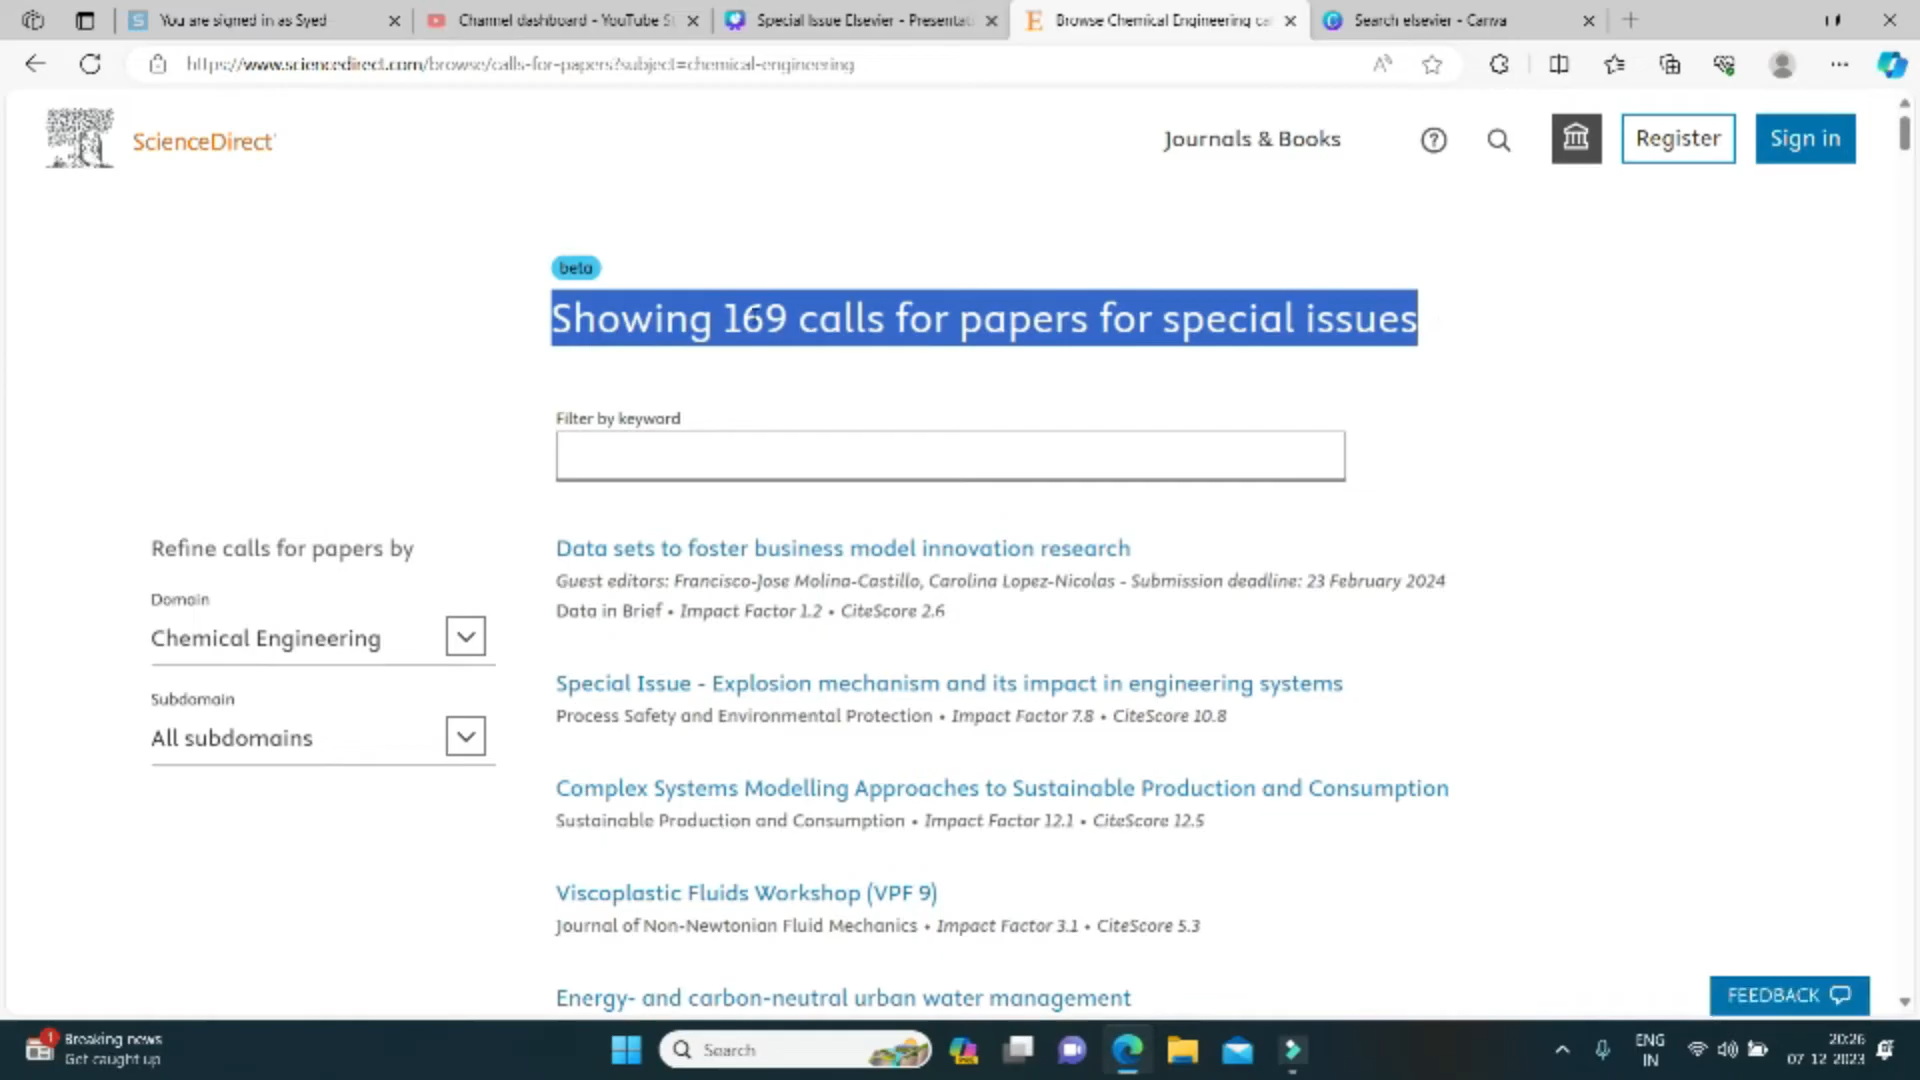 You are signed in as Syed
Channel dashboard - YouTube S
Special Issue Elsevier - Presentat
Browse Chemical Engineering ca
Search elsevier - Canva
https://www.sciencedirect.com/browse/calls-for-papers?subject=chemical-engineering
ScienceDirect
Journals & Books
Register
Sign in
beta
Showing 169 calls for papers for special issues
Filter by keyword
Refine calls for papers by
Domain
Chemical Engineering
Subdomain
All subdomains
Data sets to foster business model innovation research
Guest editors: Francisco-Jose Molina-Castillo, Carolina Lopez-Nicolas - Submission deadline: 23 February 2024
Data in Brief • Impact Factor 1.2 • CiteScore 2.6
Special Issue - Explosion mechanism and its impact in engineering systems
Process Safety and Environmental Protection • Impact Factor 7.8 • CiteScore 10.8
Complex Systems Modelling Approaches to Sustainable Production and Consumption
Sustainable Production and Consumption • Impact Factor 12.1 • CiteScore 12.5
Viscoplastic Fluids Workshop (VPF 9)
Journal of Non-Newtonian Fluid Mechanics • Impact Factor 3.1 • CiteScore 5.3
Energy- and carbon-neutral urban water management
FEEDBACK
1
Breaking news
Get caught up
Search
ENG
IN
20:26
07-12-2023